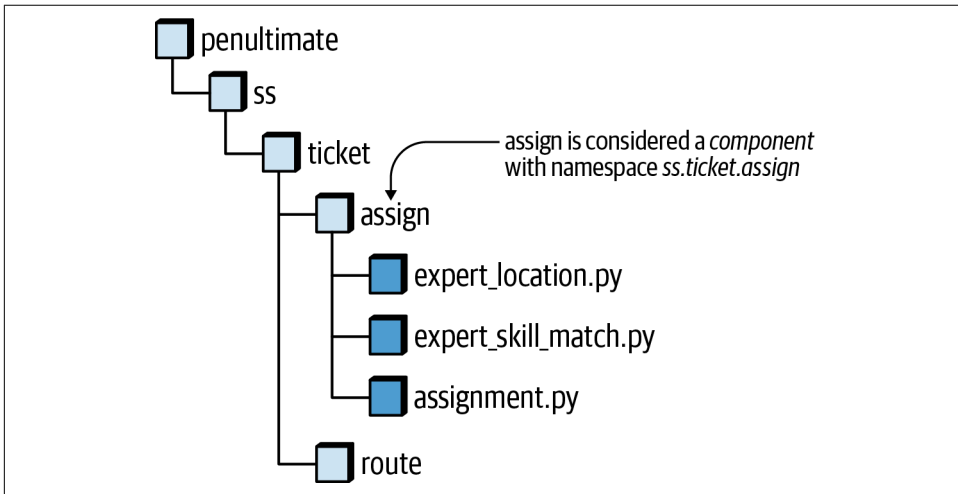 penultimate
ss
ticket
assign is considered a component
with namespace ss.ticket.assign
assign
expert_location.py
expert_skill_match.py
assignment.py
route